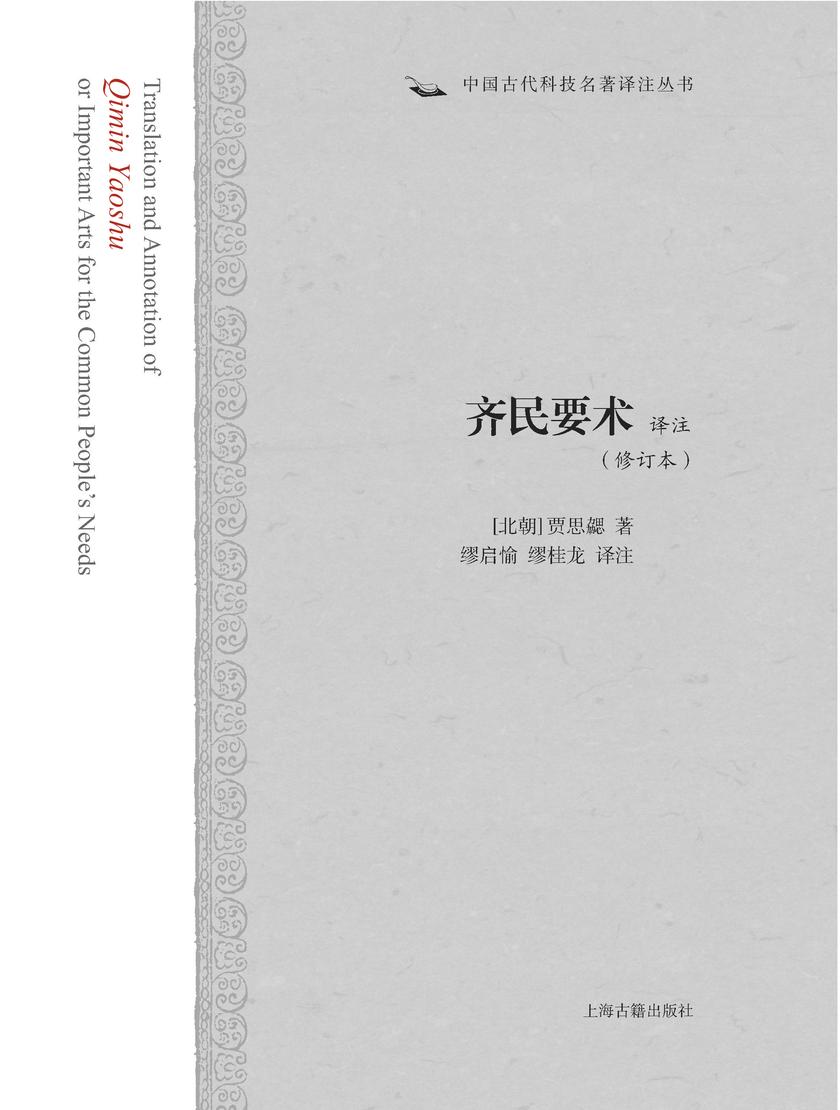 中国古代科技名著译注丛书
Translation and Annotation of
Qimin Yaoshu
or Important Arts for the Common People's Needs
齐民要术 译注
（修订本）
[北朝] 贾思勰 著
缪启愉 缪桂龙 译注
上海古籍出版社